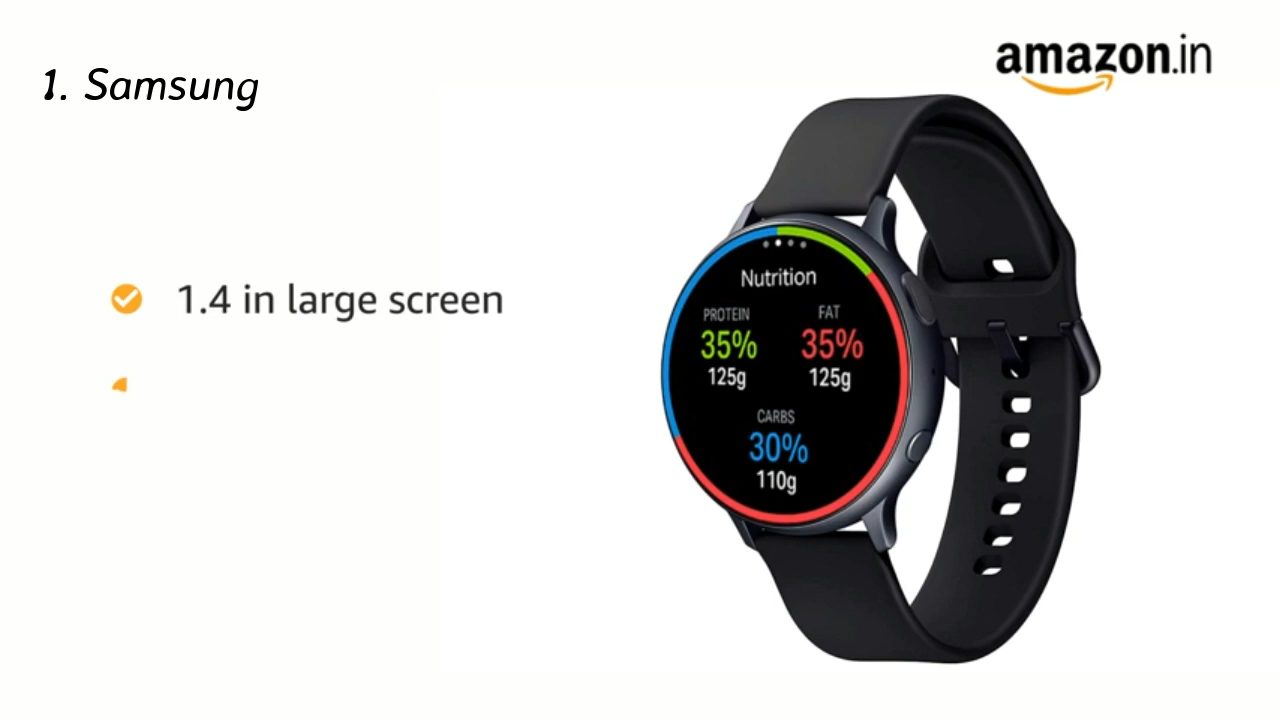 1. Samsung
amazon.in
1.4 in large screen
Nutrition
PROTEIN FAT
35% 35%
125g 125g
CARBS
30%
110g